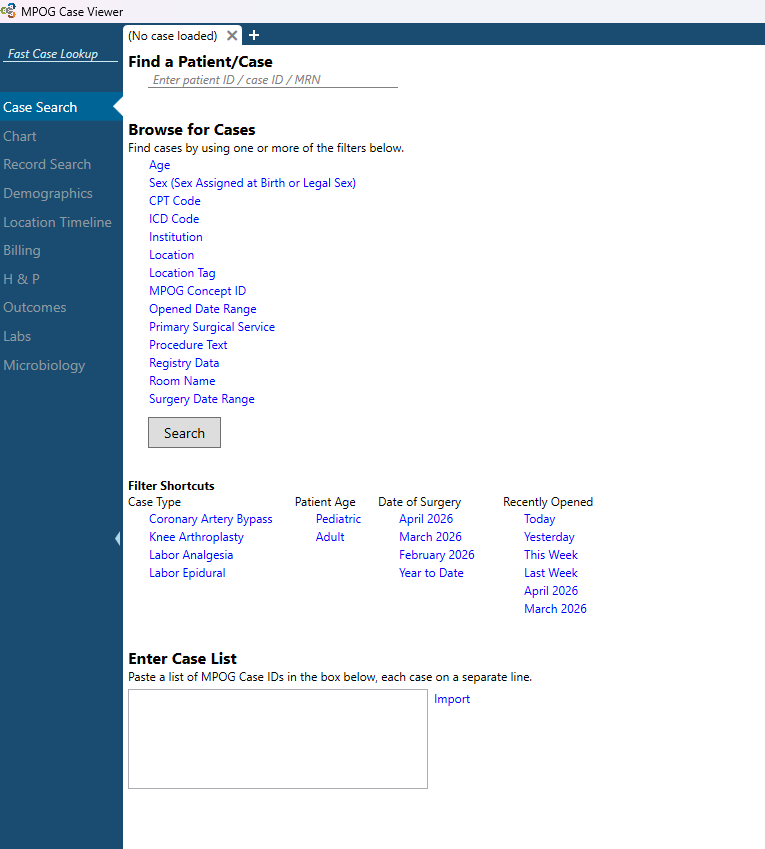 MPOG Case Viewer
(No case loaded)
Fast Case Lookup
Case Search
Chart
Record Search
Demographics
Location Timeline
Billing
H & P
Outcomes
Labs
Microbiology
Find a Patient/Case
Enter patient ID / case ID / MRN
Browse for Cases
Find cases by using one or more of the filters below.
Age
Sex (Sex Assigned at Birth or Legal Sex)
CPT Code
ICD Code
Institution
Location
Location Tag
MPOG Concept ID
Opened Date Range
Primary Surgical Service
Procedure Text
Registry Data
Room Name
Surgery Date Range
Search
Filter Shortcuts
Case Type
Coronary Artery Bypass
Knee Arthroplasty
Labor Analgesia
Labor Epidural
Patient Age
Pediatric
Adult
Date of Surgery
April 2026
March 2026
February 2026
Year to Date
Recently Opened
Today
Yesterday
This Week
Last Week
April 2026
March 2026
Enter Case List
Paste a list of MPOG Case IDs in the box below, each case on a separate line.
Import